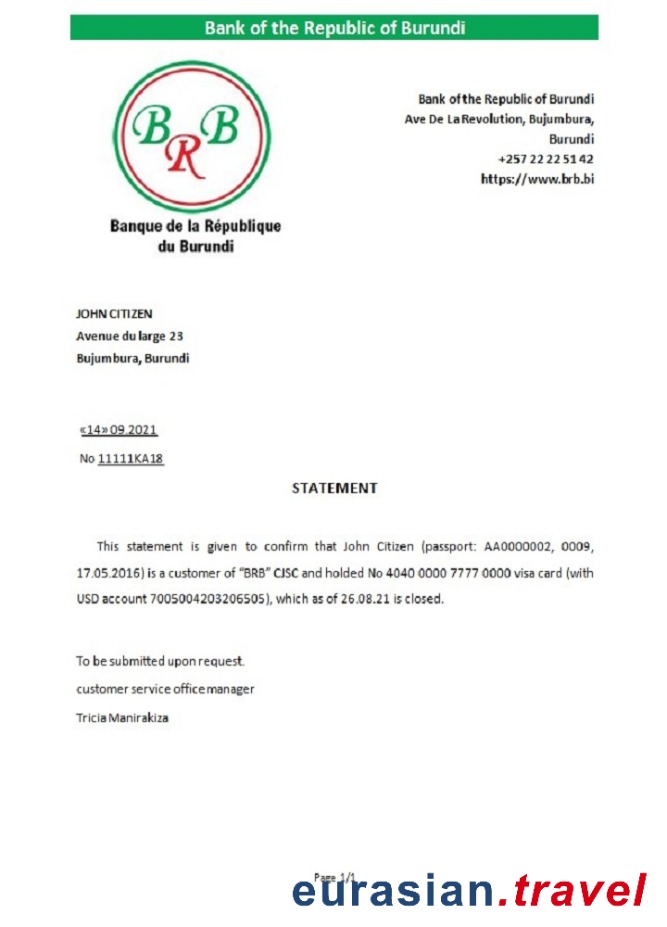 Bank of the Republic of Burundi
BRB
Banque de la République
du Burundi
Bank of the Republic of Burundi
Ave De La Revolution, Bujumbura,
Burundi
+257 22 22 51 42
https://www.brb.bi
JOHN CITIZEN
Avenue du large 23
Bujumbura, Burundi
«14» 09.2021
No 11111KA18
STATEMENT
This statement is given to confirm that John Citizen (passport: AA0000002, 0009,
17.05.2016) is a customer of "BRB" CJSC and holded No 4040 0000 7777 0000 visa card (with
USD account 7005004203206505), which as of 26.08.21 is closed.
To be submitted upon request.
customer service office manager
Tricia Manirakiza
Page 1/1
eurasian.travel